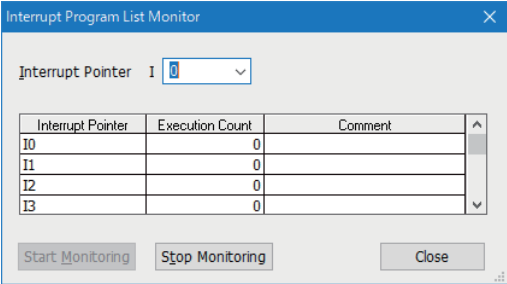 Interrupt Program List Monitor
Interrupt Pointer I 0
Interrupt Pointer Execution Count Comment
I0 0
I1 0
I2 0
I3 0
Start Monitoring Stop Monitoring Close